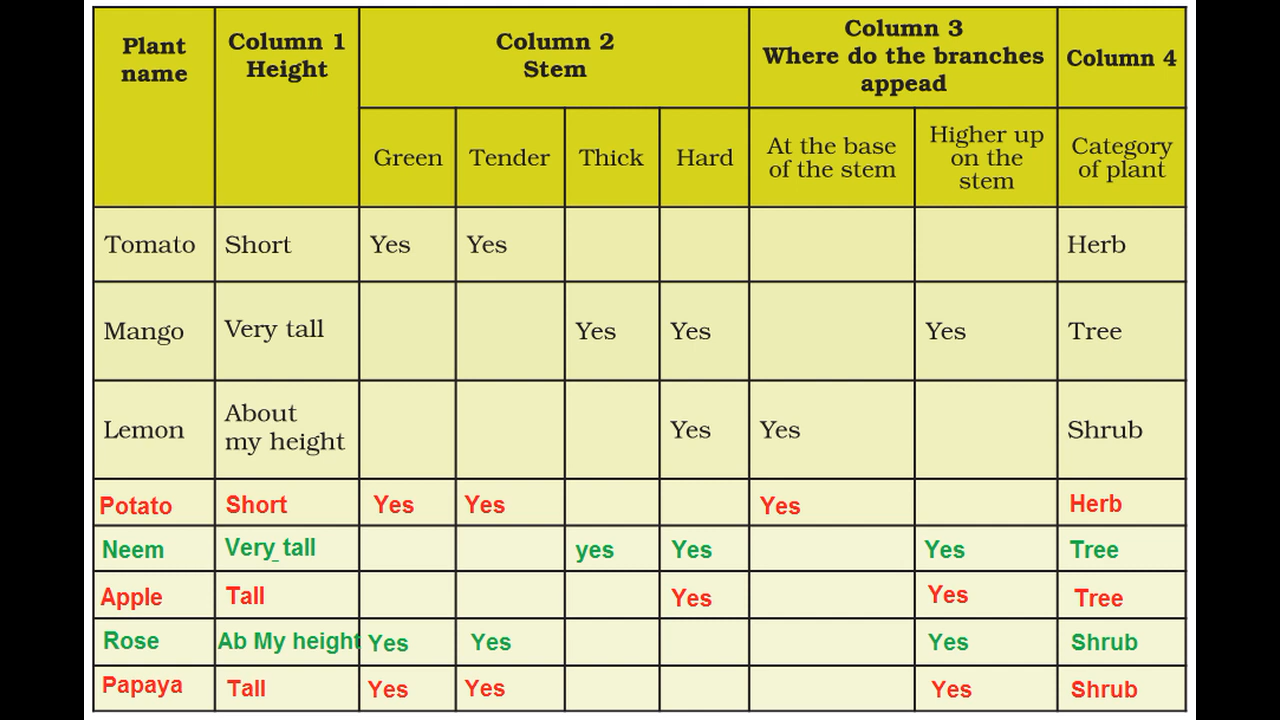 Plant name
Column 1 Height
Column 2 Stem
Column 3 Where do the branches appead
Column 4
Green Tender Thick Hard At the base of the stem Higher up on the stem Category of plant
Tomato Short Yes Yes Herb
Mango Very tall Yes Yes Yes Tree
Lemon About my height Yes Yes Shrub
Potato Short Yes Yes Yes Herb
Neem Very_tall yes Yes Yes Tree
Apple Tall Yes Yes Tree
Rose Ab My height Yes Yes Yes Shrub
Papaya Tall Yes Yes Yes Shrub